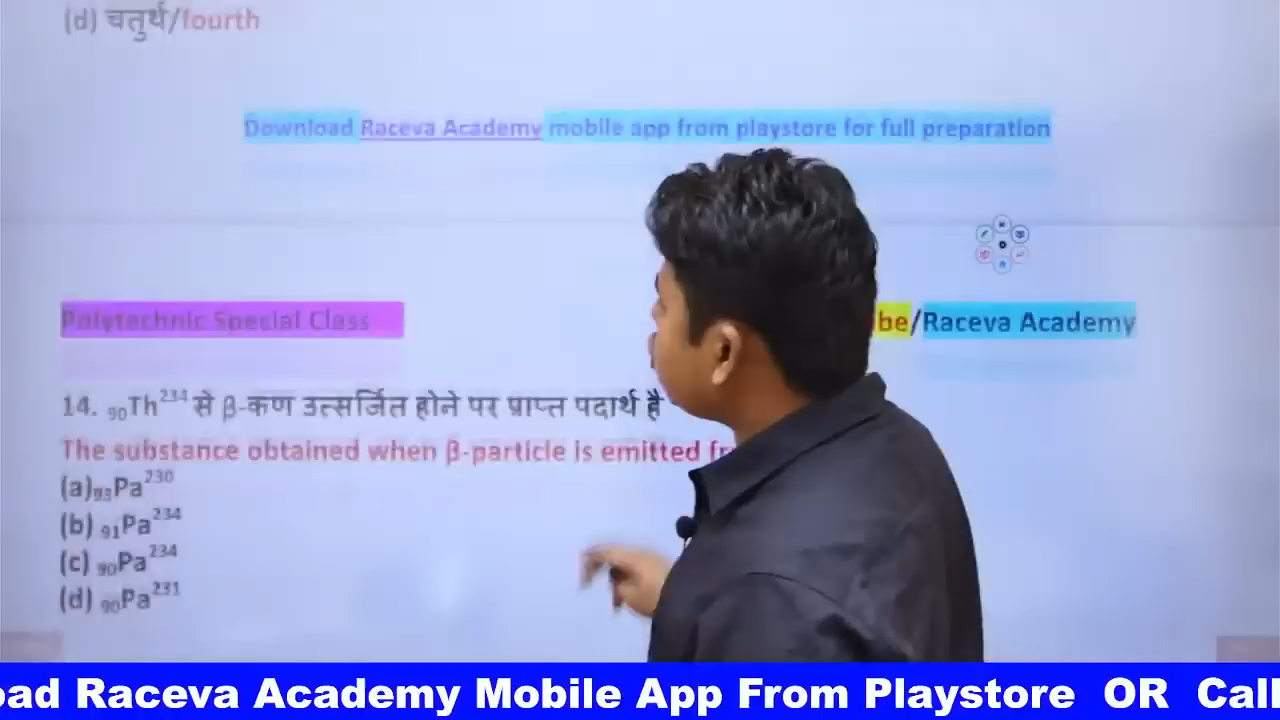 (d) चतुर्थ/fourth
Download Raceva Academy mobile app from playstore for full preparation
Polytechnic Special Class
be/Raceva Academy
14. ₉₀Th²³⁴ से β-कण उत्सर्जित होने पर प्राप्त पदार्थ है
The substance obtained when β-particle is emitted
(a)₉₃Pa²³⁰
(b) ₉₁Pa²³⁴
(c) ₉₀Pa²³⁴
(d) ₉₀Pa²³¹
oad Raceva Academy Mobile App From Playstore OR Call